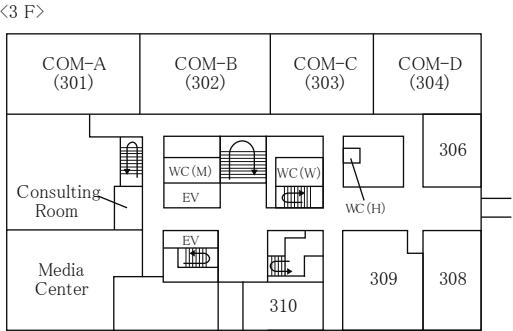 <3 F>
COM-A
(301)
COM-B
(302)
COM-C
(303)
COM-D
(304)
306
WC(M)
WC(W)
EV
WC(H)
Consulting
Room
EV
Media
Center
309
308
310